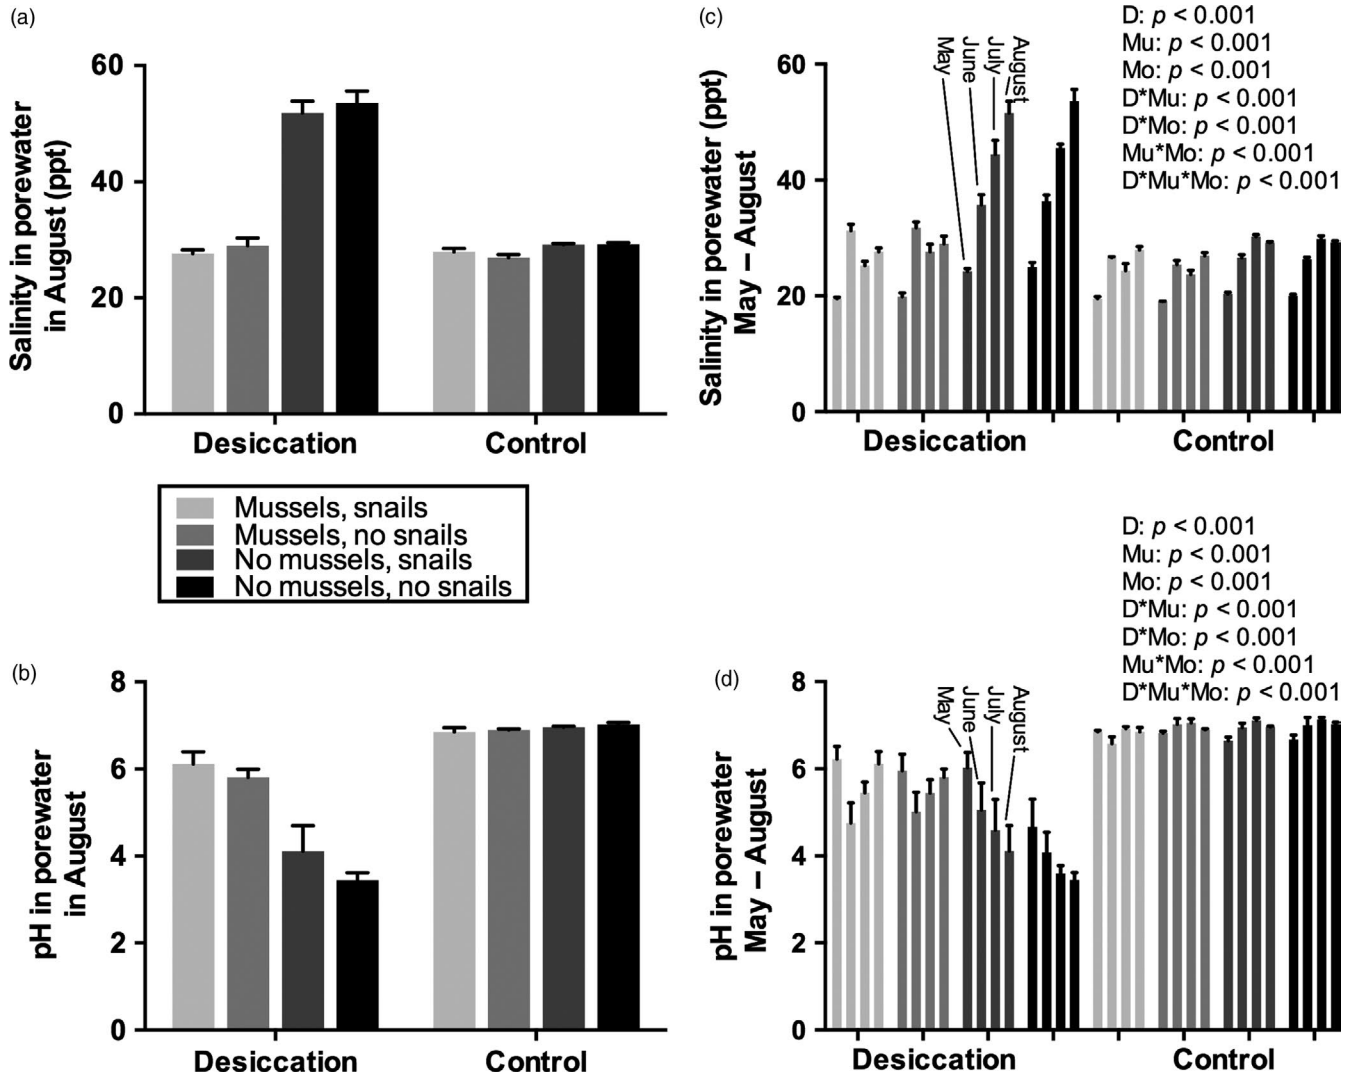 (a)
Salinity in porewater
in August (ppt)
60
40
20
0
Desiccation
Control
(c)
Salinity in porewater (ppt)
May – August
60
40
20
0
May
June
July
August
D: p < 0.001
Mu: p < 0.001
Mo: p < 0.001
D*Mu: p < 0.001
D*Mo: p < 0.001
Mu*Mo: p < 0.001
D*Mu*Mo: p < 0.001
Desiccation
Control
Mussels, snails
Mussels, no snails
No mussels, snails
No mussels, no snails
(b)
pH in porewater
in August
8
6
4
2
0
Desiccation
Control
(d)
pH in porewater
May – August
8
6
4
2
0
May
June
July
August
D: p < 0.001
Mu: p < 0.001
Mo: p < 0.001
D*Mu: p < 0.001
D*Mo: p < 0.001
Mu*Mo: p < 0.001
D*Mu*Mo: p < 0.001
Desiccation
Control